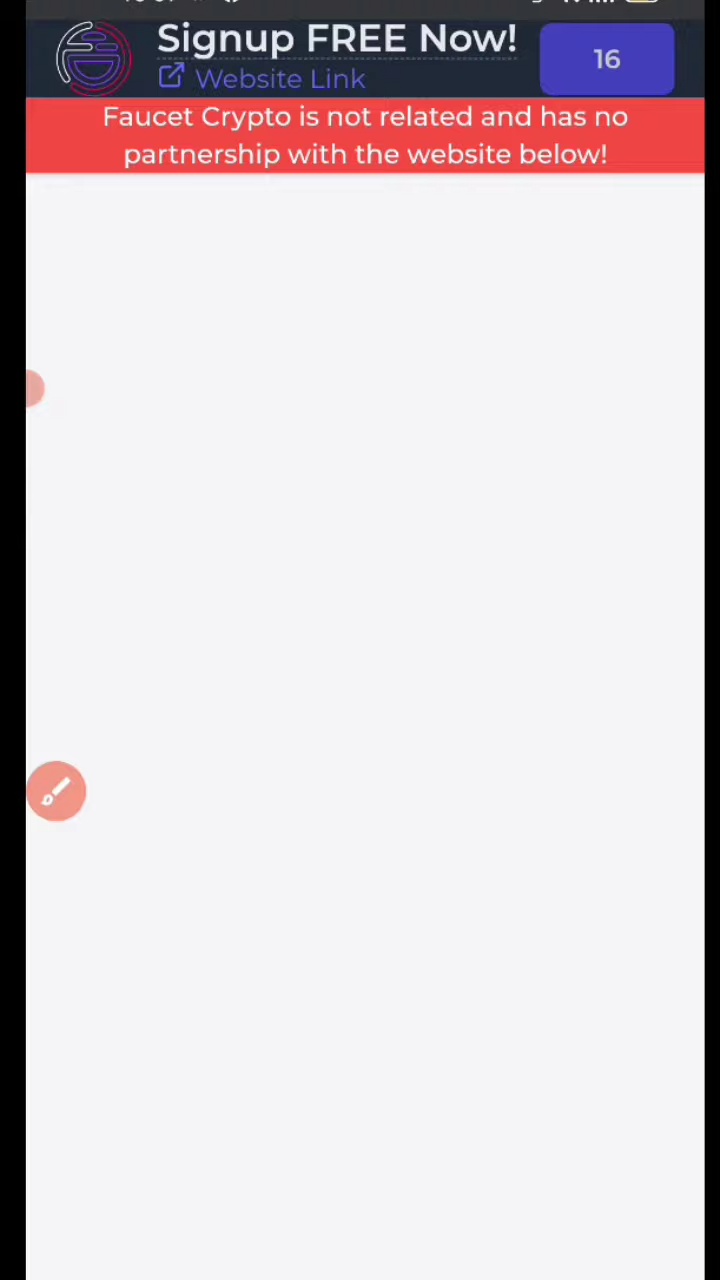 Signup FREE Now!
Website Link
16
Faucet Crypto is not related and has no
partnership with the website below!